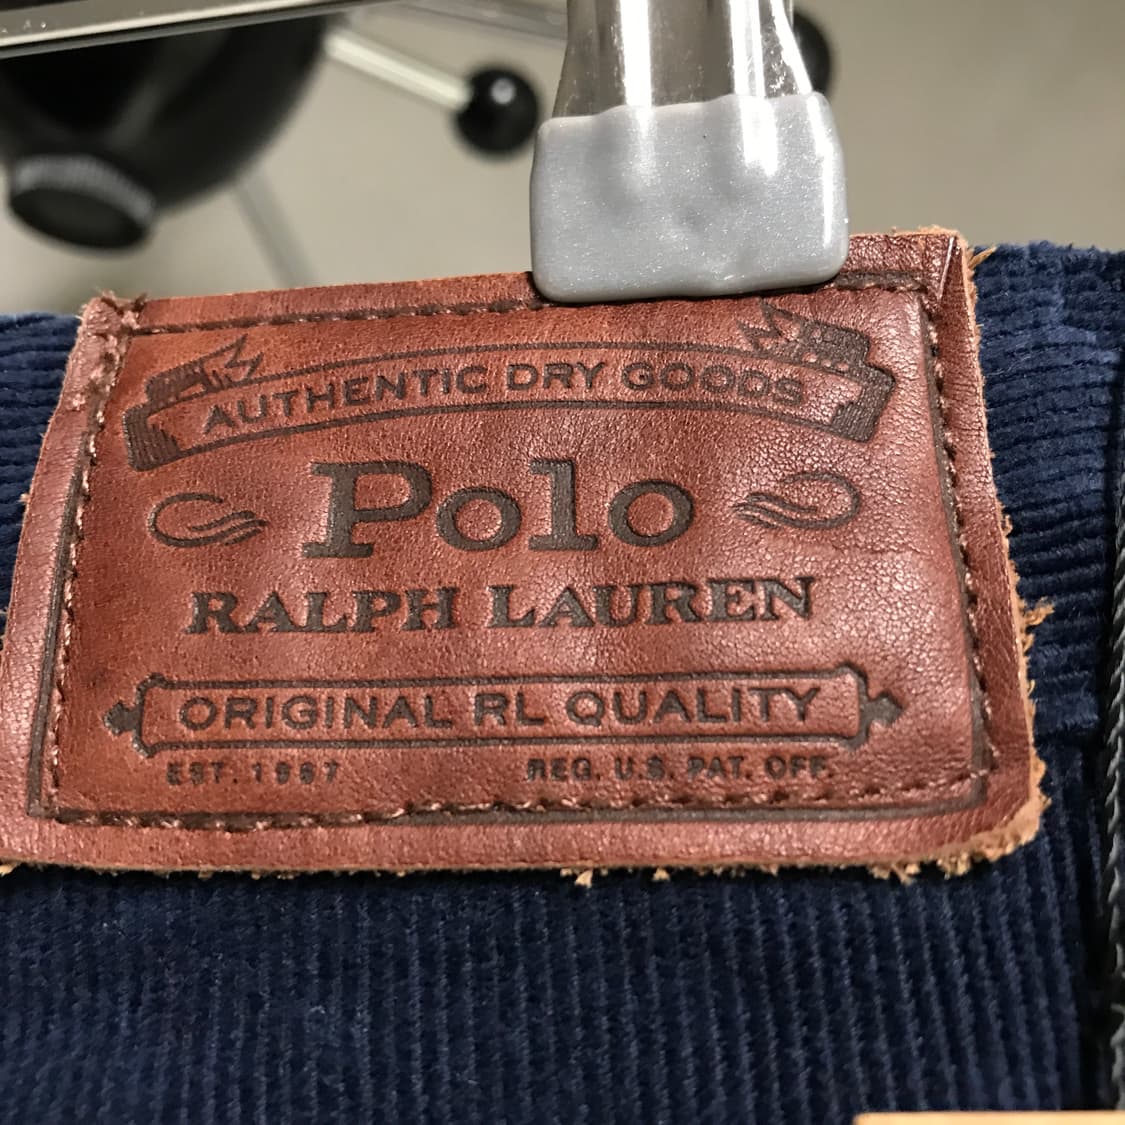 AUTHENTIC DRY GOODS
Polo
RALPH LAUREN
ORIGINAL RL QUALITY
EST. 1967
REG. U.S. PAT. OFF.